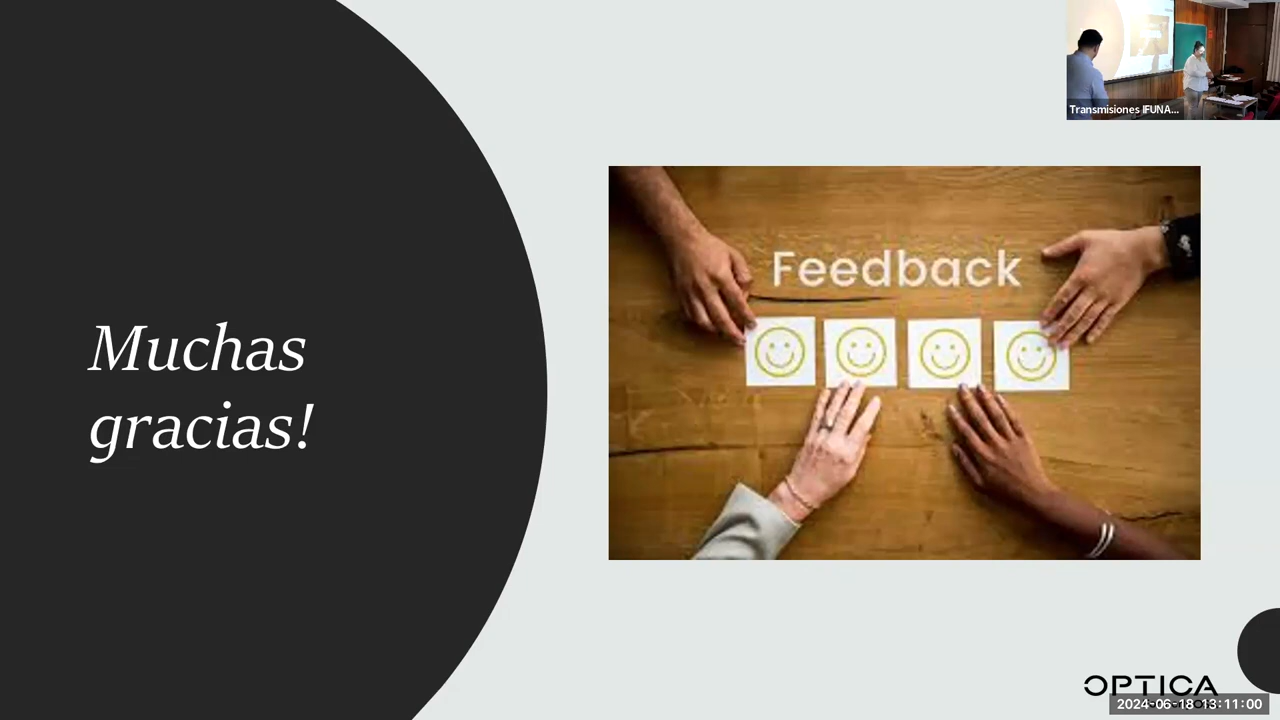 Transmisiones IFUNA...
Feedback
Muchas
gracias!
OPTICA
2024-06-18 13:11:00